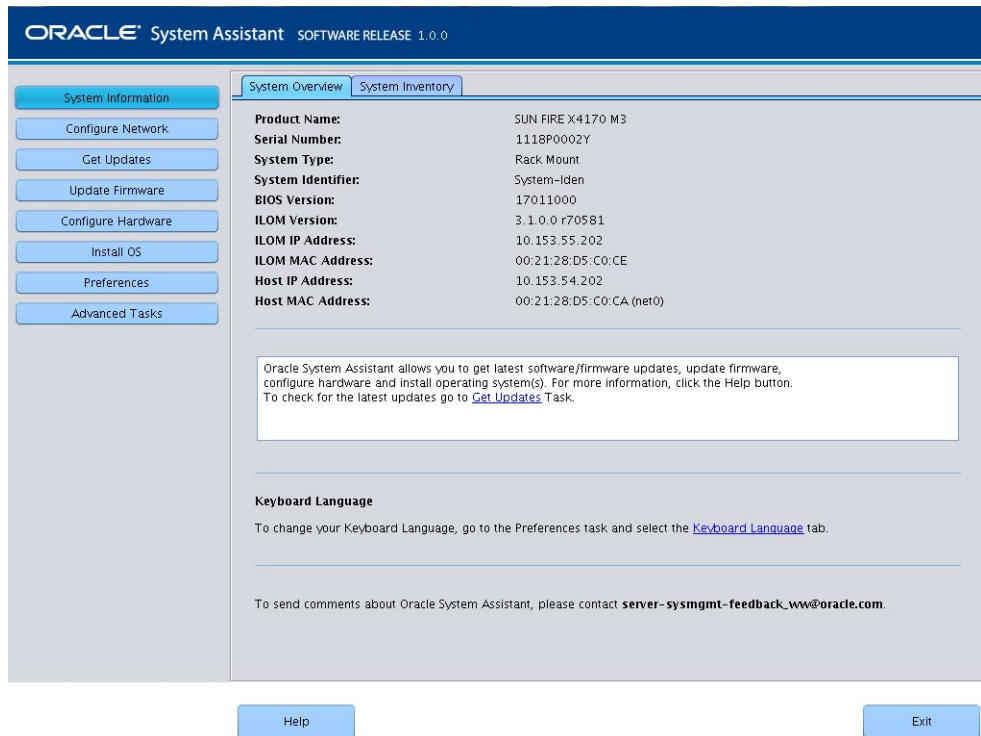 ORACLE® System Assistant SOFTWARE RELEASE 1.0.0
System Information
Configure Network
Get Updates
Update Firmware
Configure Hardware
Install OS
Preferences
Advanced Tasks
System Overview
System Inventory
Product Name: SUN FIRE X4170 M3
Serial Number: 1118P0002Y
System Type: Rack Mount
System Identifier: System-Iden
BIOS Version: 17011000
ILOM Version: 3.1.0.0 r70581
ILOM IP Address: 10.153.55.202
ILOM MAC Address: 00:21:28:D5:C0:CE
Host IP Address: 10.153.54.202
Host MAC Address: 00:21:28:D5:C0:CA (net0)
Oracle System Assistant allows you to get latest software/firmware updates, update firmware,
configure hardware and install operating system(s). For more information, click the Help button.
To check for the latest updates go to Get Updates Task.
Keyboard Language
To change your Keyboard Language, go to the Preferences task and select the Keyboard Language tab.
To send comments about Oracle System Assistant, please contact server-sysmgmt-feedback_ww@oracle.com.
Help
Exit